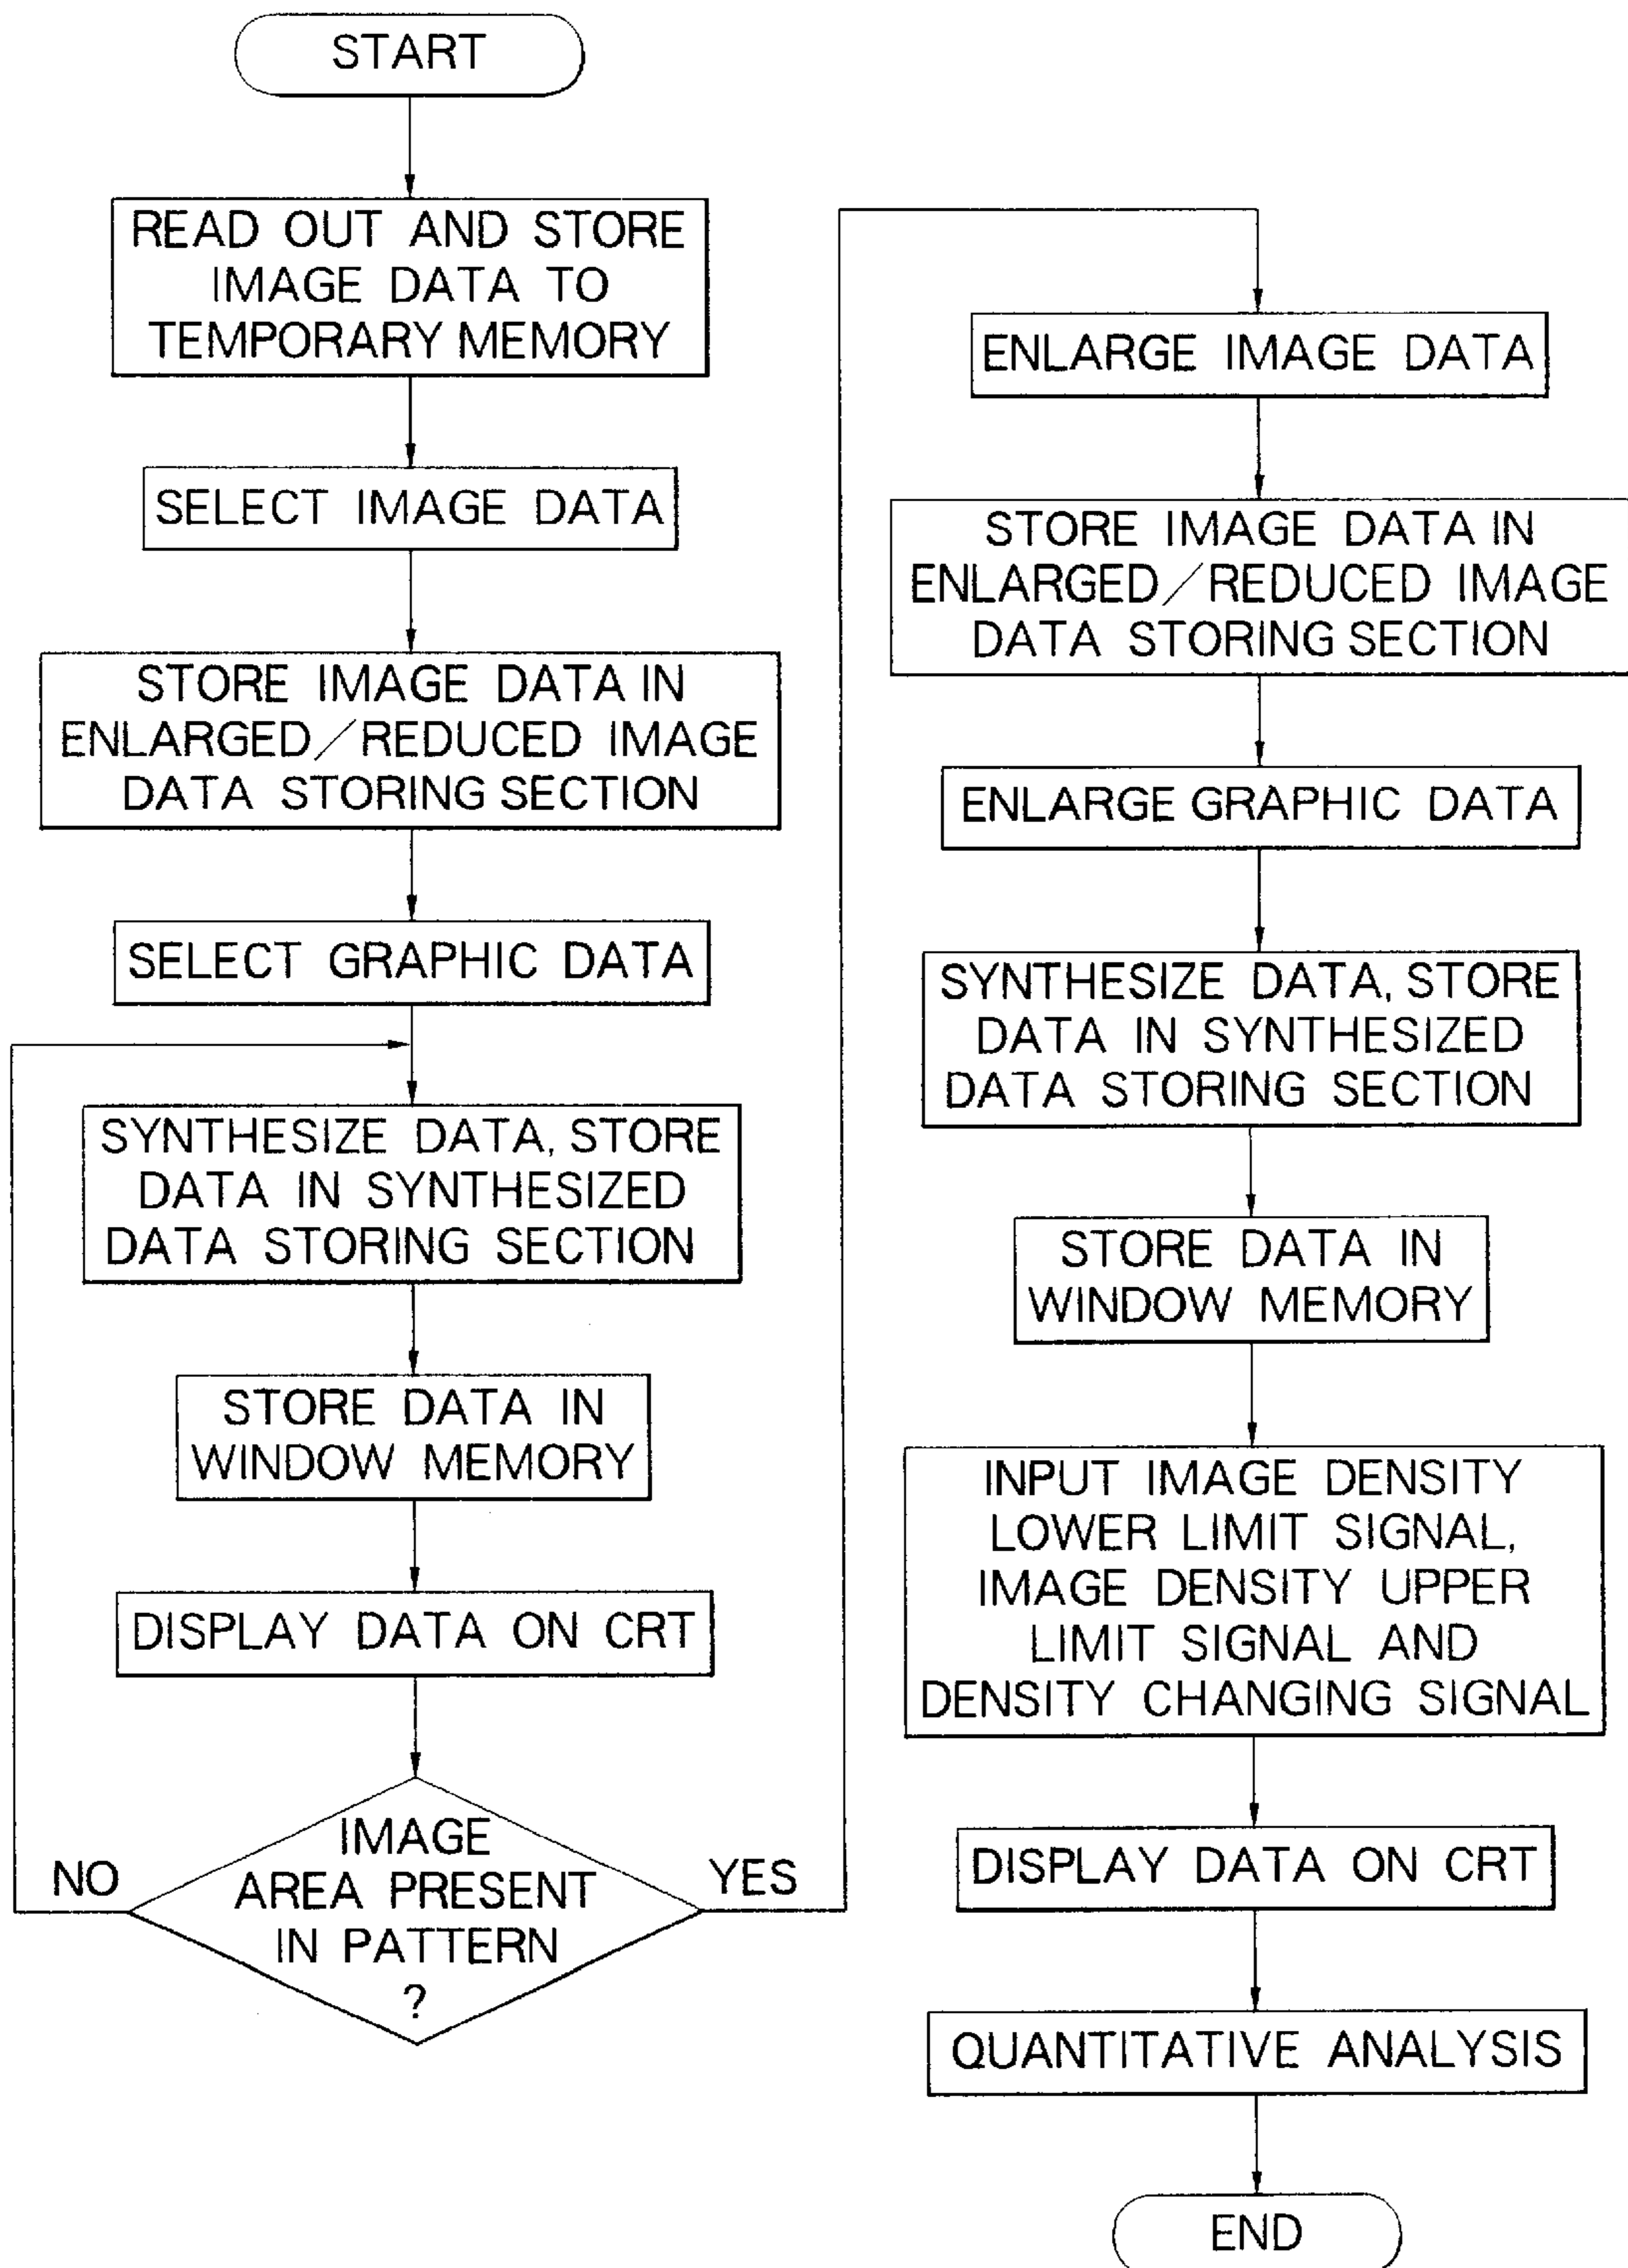 START
READ OUT AND STORE
IMAGE DATA TO
TEMPORARY MEMORY
SELECT IMAGE DATA
STORE IMAGE DATA IN
ENLARGED/REDUCED IMAGE
DATA STORING SECTION
SELECT GRAPHIC DATA
SYNTHESIZE DATA, STORE
DATA IN SYNTHESIZED
DATA STORING SECTION
STORE DATA IN
WINDOW MEMORY
DISPLAY DATA ON CRT
IMAGE
AREA PRESENT
IN PATTERN
?
NO
YES
ENLARGE IMAGE DATA
STORE IMAGE DATA IN
ENLARGED/REDUCED IMAGE
DATA STORING SECTION
ENLARGE GRAPHIC DATA
SYNTHESIZE DATA, STORE
DATA IN SYNTHESIZED
DATA STORING SECTION
STORE DATA IN
WINDOW MEMORY
INPUT IMAGE DENSITY
LOWER LIMIT SIGNAL,
IMAGE DENSITY UPPER
LIMIT SIGNAL AND
DENSITY CHANGING SIGNAL
DISPLAY DATA ON CRT
QUANTITATIVE ANALYSIS
END